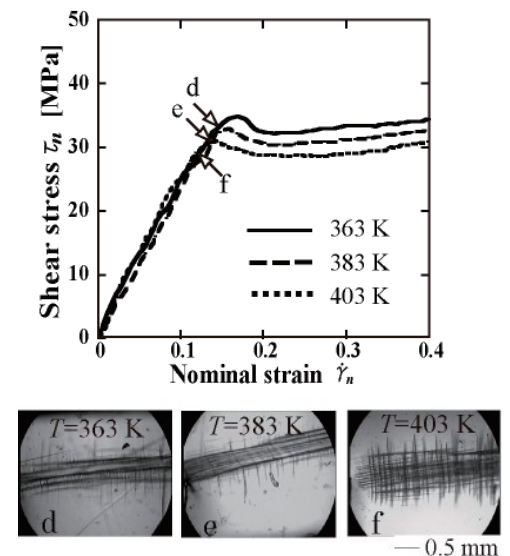 50
40
30
20
10
0
Shear stress τ̄n [MPa]
d
e
f
363 K
383 K
403 K
0 0.1 0.2 0.3 0.4
Nominal strain γ̇n
T=363 K T=383 K T=403 K
d e f
0.5 mm